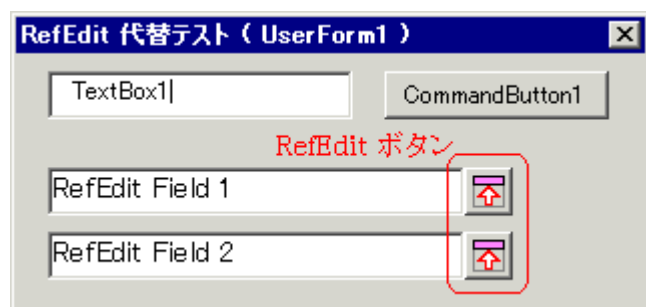 RefEdit 代替テスト ( UserForm1 )
TextBox1
CommandButton1
RefEdit ボタン
RefEdit Field 1
RefEdit Field 2